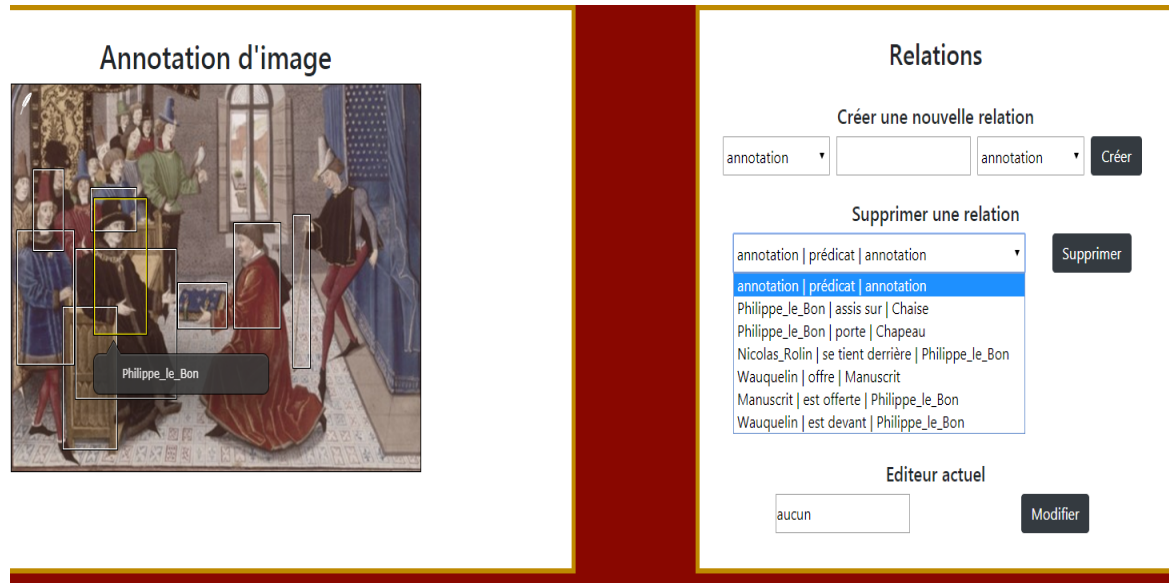 Annotation d'image
Philippe_le_Bon
Relations
Créer une nouvelle relation
annotation annotation Créer
Supprimer une relation
annotation | prédicat | annotation Supprimer
annotation | prédicat | annotation
Philippe_le_Bon | assis sur | Chaise
Philippe_le_Bon | porte | Chapeau
Nicolas_Rolin | se tient derrière | Philippe_le_Bon
Wauquelin | offre | Manuscrit
Manuscrit | est offerte | Philippe_le_Bon
Wauquelin | est devant | Philippe_le_Bon
Editeur actuel
aucun Modifier